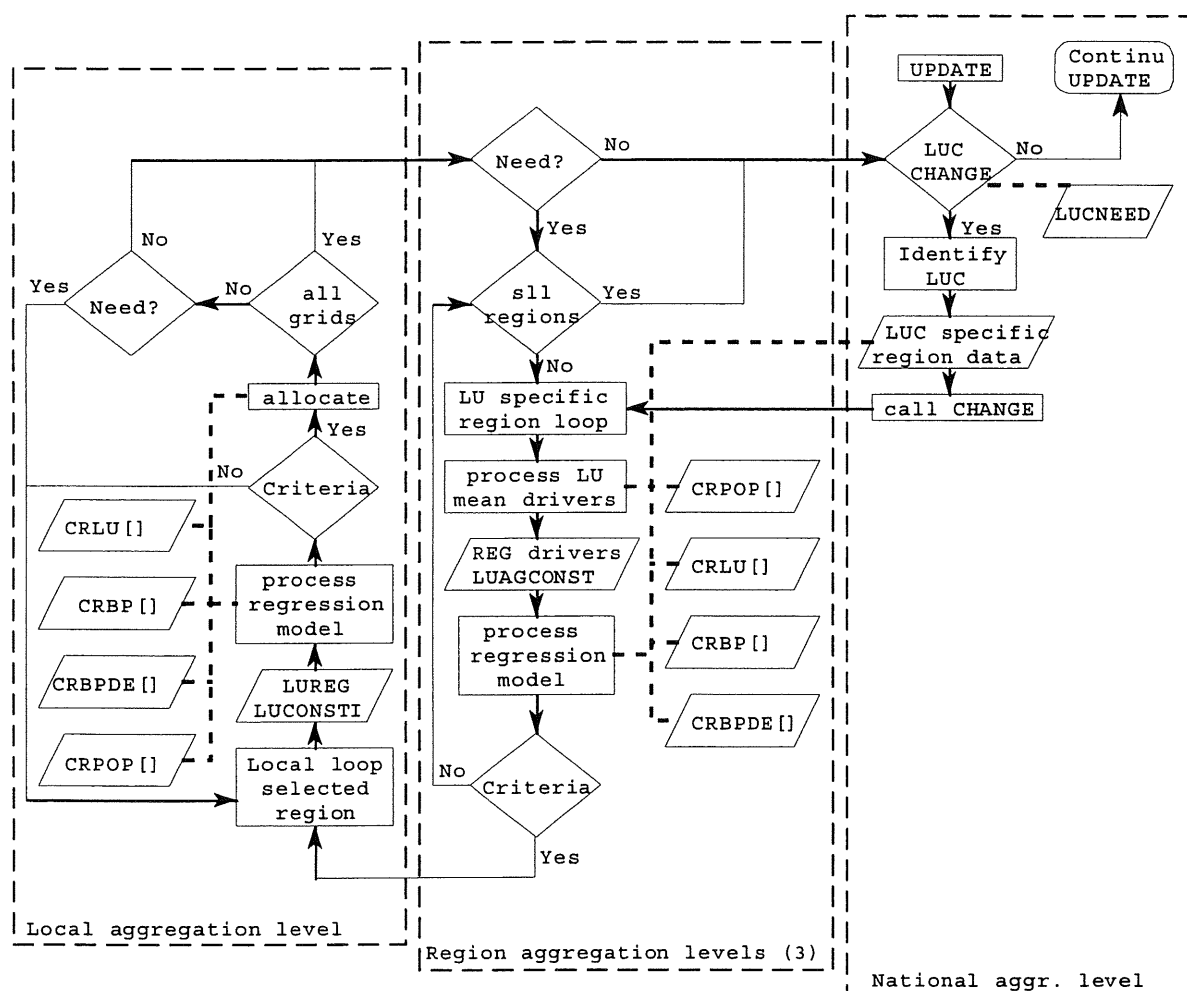 UPDATE
Continu
UPDATE
LUC
CHANGE
No
LUCNEED
Yes
Identify
LUC
LUC specific
region data
call CHANGE
National aggr. level
Need?
No
Yes
sll
regions
Yes
No
LU specific
region loop
process LU
mean drivers
REG drivers
LUAGCONST
process
regression
model
Criteria
No
Yes
CRPOP[]
CRLU[]
CRBP[]
CRBPDE[]
Region aggregation levels (3)
Yes
Need?
No
No
all
grids
Yes
allocate
Yes
No
Criteria
process
regression
model
LUREG
LUCONSTI
Local loop
selected
region
CRLU[]
CRBP[]
CRBPDE[]
CRPOP[]
Local aggregation level